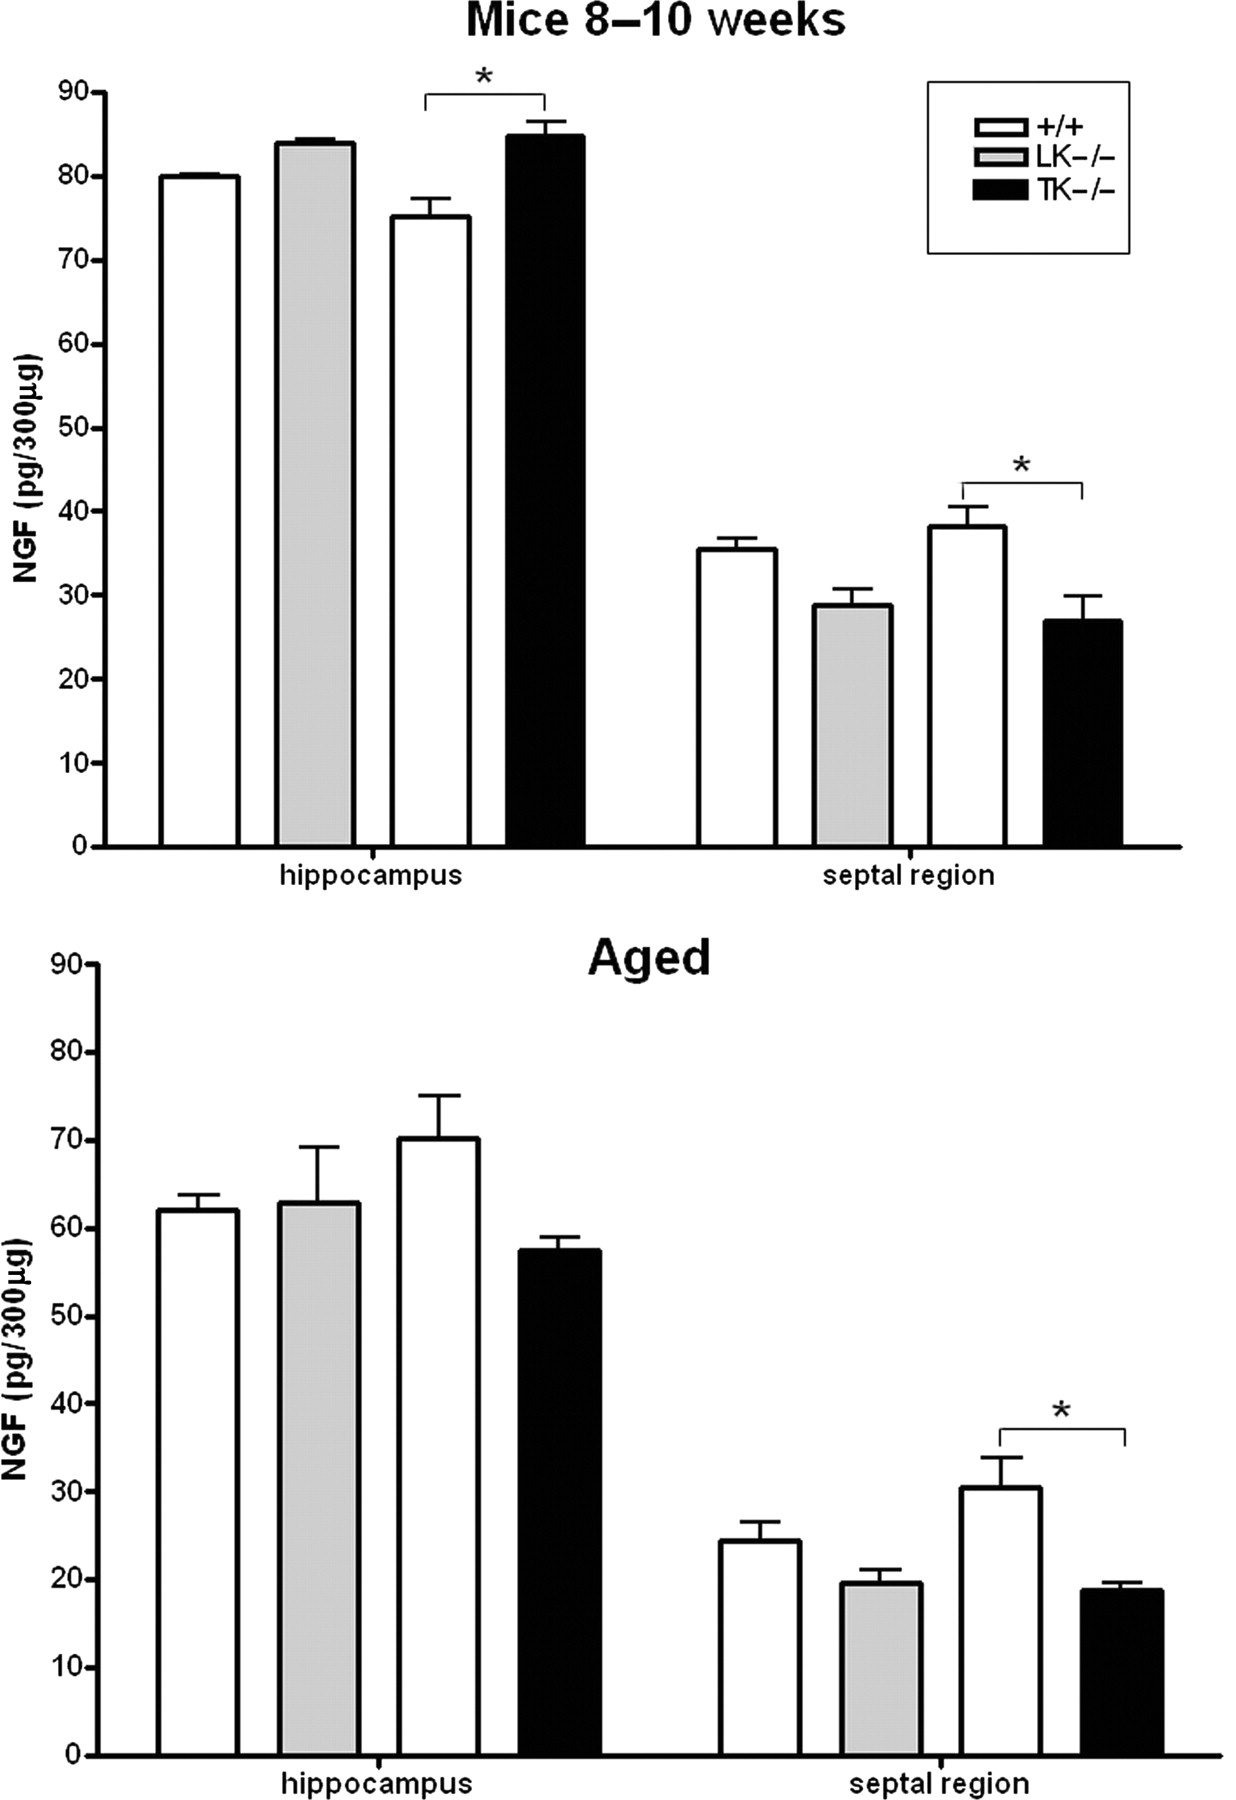 Mice 8–10 weeks
*
90
80
70
60
50
40
30
20
10
0
NGF (pg/300µg)
+/+
LK–/–
TK–/–
*
hippocampus
septal region
Aged
90
80
70
60
50
40
30
20
10
0
NGF (pg/300µg)
*
hippocampus
septal region